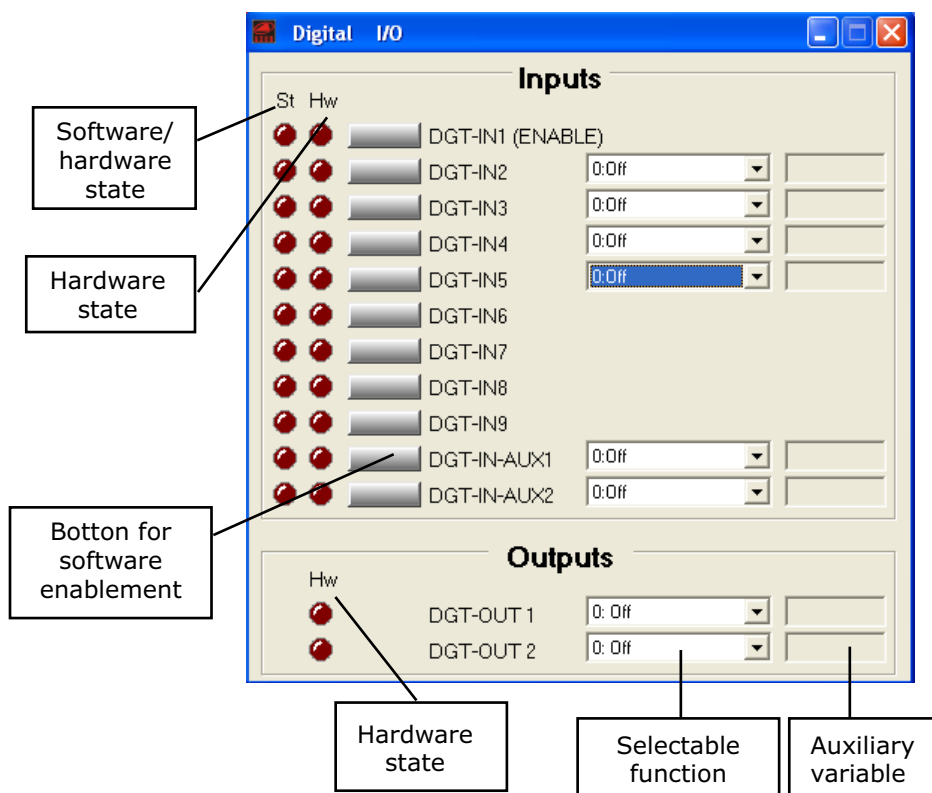 Digital I/O
Inputs
St Hw
Software/
hardware
state
DGT-IN1 (ENABLE)
DGT-IN2 0:Off
DGT-IN3 0:Off
DGT-IN4 0:Off
Hardware
state
DGT-IN5 0:Off
DGT-IN6
DGT-IN7
DGT-IN8
DGT-IN9
DGT-IN-AUX1 0:Off
DGT-IN-AUX2 0:Off
Botton for
software
enablement
Outputs
Hw
DGT-OUT 1 0: Off
DGT-OUT 2 0: Off
Hardware
state
Selectable
function
Auxiliary
variable